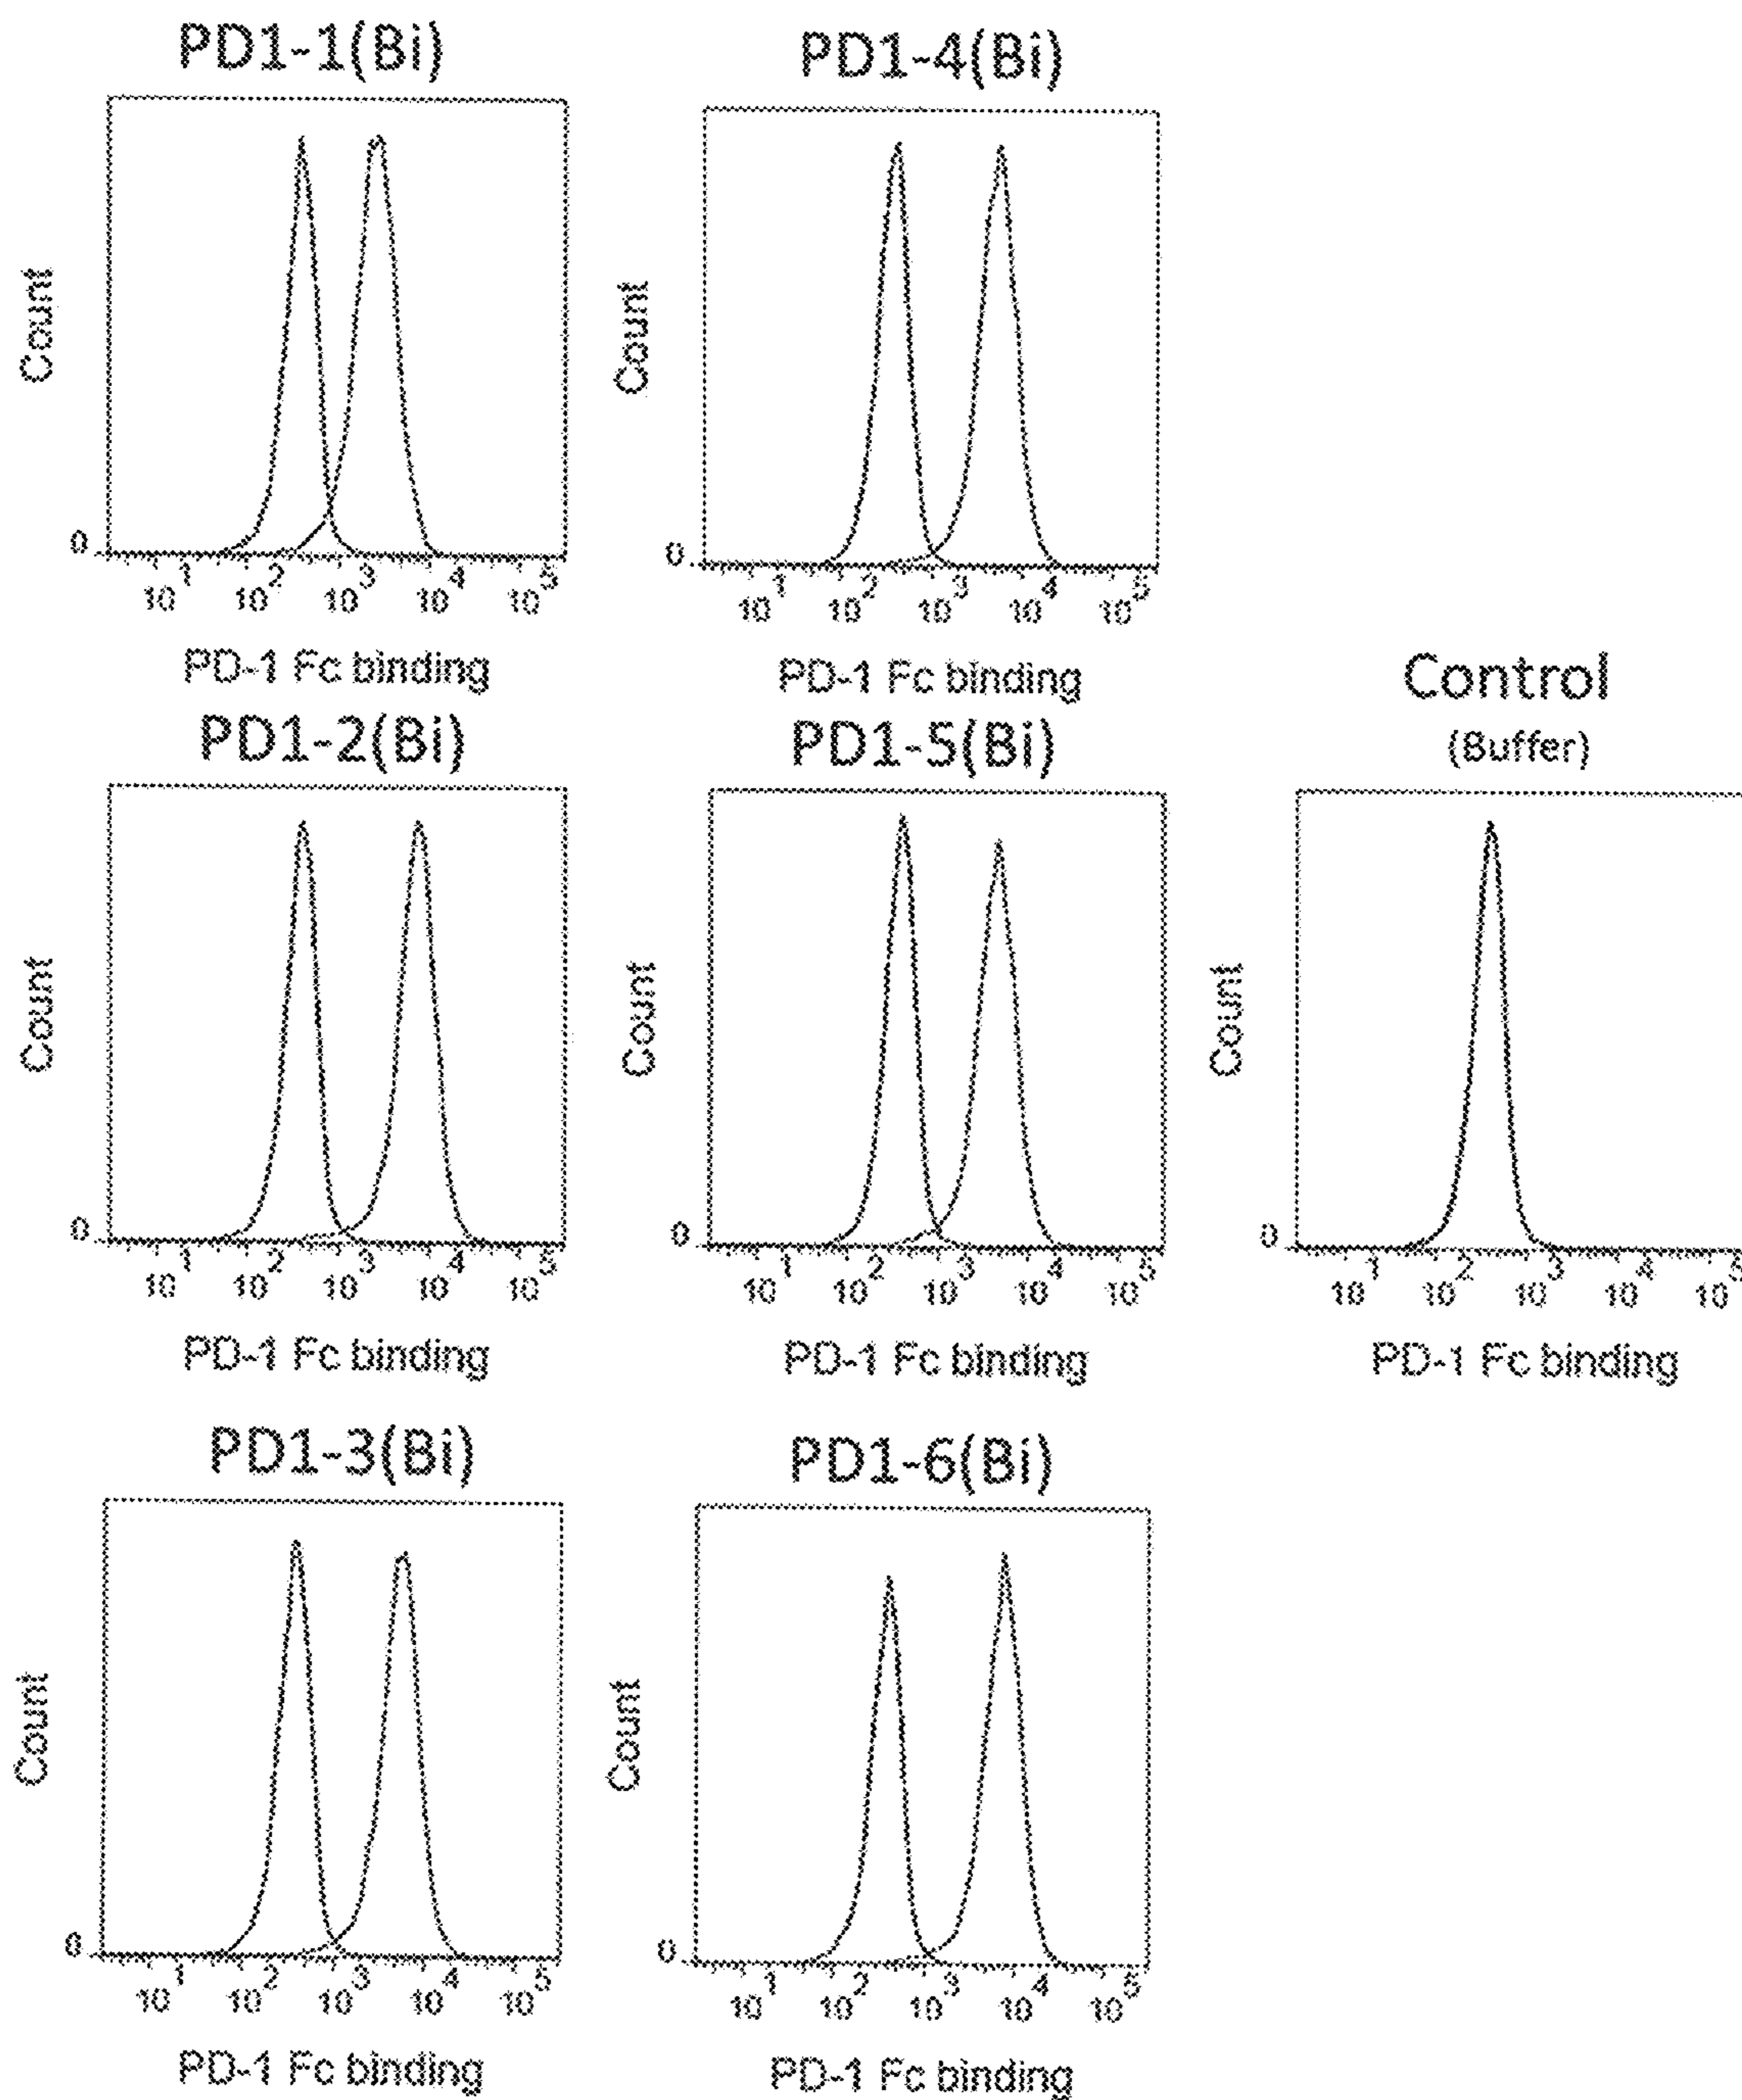 PD1-1(Bi)
Count
0
10^1 10^2 10^3 10^4 10^5
PD-1 Fc binding
PD1-4(Bi)
Count
0
10^1 10^2 10^3 10^4 10^5
PD-1 Fc binding
PD1-2(Bi)
Count
0
10^1 10^2 10^3 10^4 10^5
PD-1 Fc binding
PD1-5(Bi)
Count
0
10^1 10^2 10^3 10^4 10^5
PD-1 Fc binding
Control
(Buffer)
Count
0
10^1 10^2 10^3 10^4 10^5
PD-1 Fc binding
PD1-3(Bi)
Count
0
10^1 10^2 10^3 10^4 10^5
PD-1 Fc binding
PD1-6(Bi)
Count
0
10^1 10^2 10^3 10^4 10^5
PD-1 Fc binding